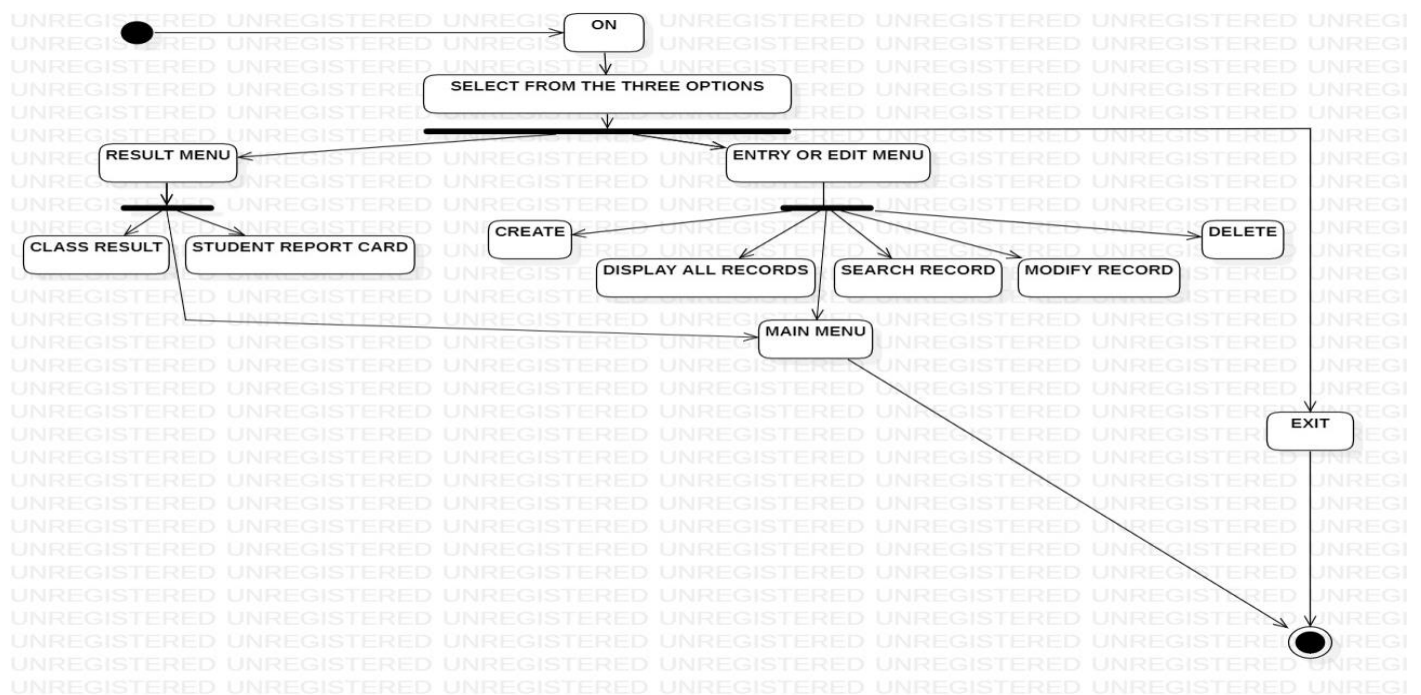 ON
SELECT FROM THE THREE OPTIONS
RESULT MENU
ENTRY OR EDIT MENU
CREATE
DELETE
CLASS RESULT
STUDENT REPORT CARD
DISPLAY ALL RECORDS
SEARCH RECORD
MODIFY RECORD
MAIN MENU
EXIT
UNREGISTERED